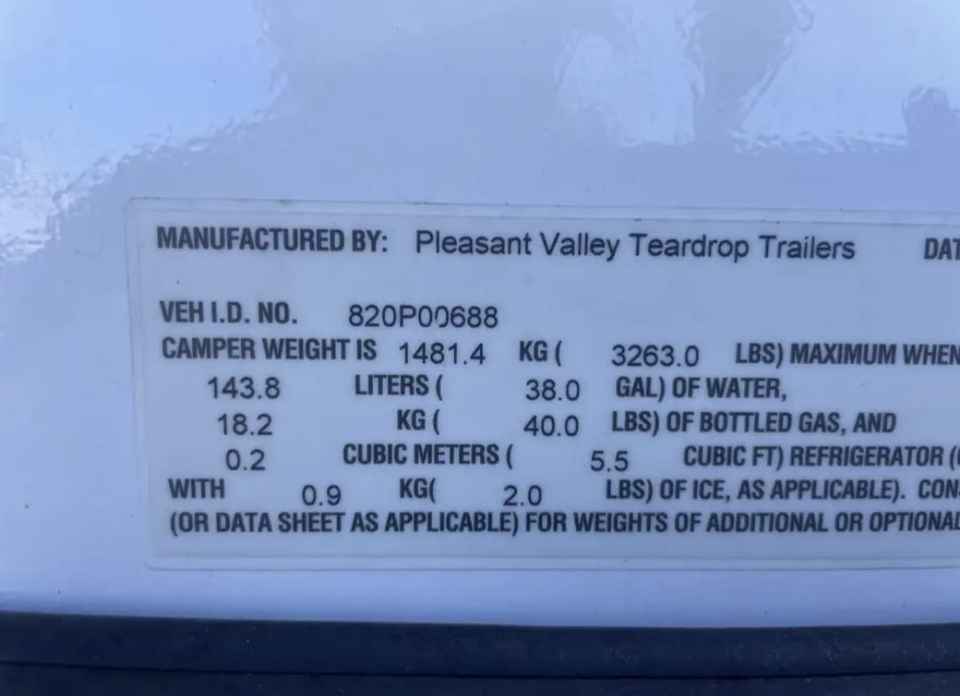 MANUFACTURED BY: Pleasant Valley Teardrop Trailers DAT
VEH I.D. NO. 820P00688
CAMPER WEIGHT IS 1481.4 KG ( 3263.0 LBS) MAXIMUM WHEN
143.8 LITERS ( 38.0 GAL) OF WATER,
18.2 KG ( 40.0 LBS) OF BOTTLED GAS, AND
0.2 CUBIC METERS ( 5.5 CUBIC FT) REFRIGERATOR (
WITH 0.9 KG( 2.0 LBS) OF ICE, AS APPLICABLE). CON
(OR DATA SHEET AS APPLICABLE) FOR WEIGHTS OF ADDITIONAL OR OPTIONAL